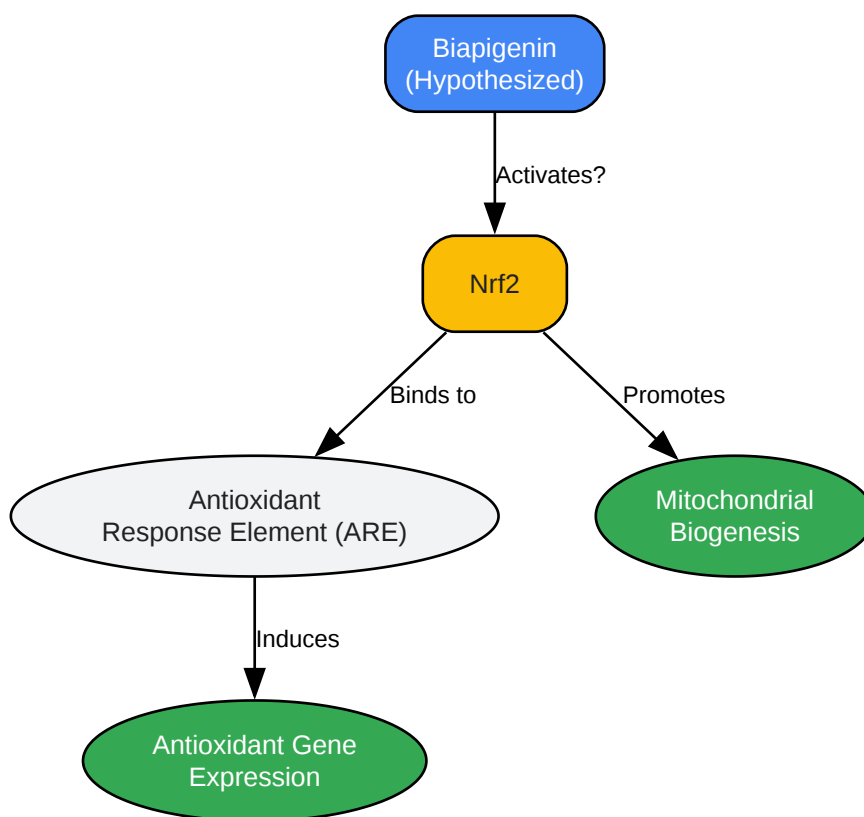 Biapigenin
(Hypothesized)
Activates?
Nrf2
Binds to
Promotes
Antioxidant
Response Element (ARE)
Mitochondrial
Biogenesis
Induces
Antioxidant Gene
Expression